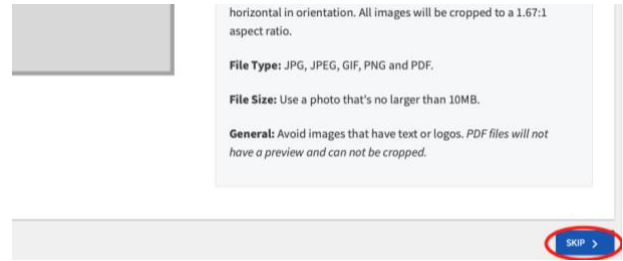 horizontal in orientation. All images will be cropped to a 1.67:1
aspect ratio.
File Type: JPG, JPEG, GIF, PNG and PDF.
File Size: Use a photo that's no larger than 10MB.
General: Avoid images that have text or logos. PDF files will not
have a preview and can not be cropped.
SKIP >